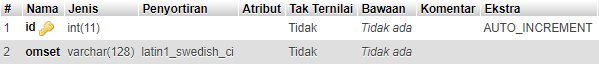 # Nama Jenis Penyortiran Atribut Tak Ternilai Bawaan Komentar Ekstra
1 id int(11) Tidak Tidak ada AUTO_INCREMENT
2 omset varchar(128) latin1_swedish_ci Tidak Tidak ada